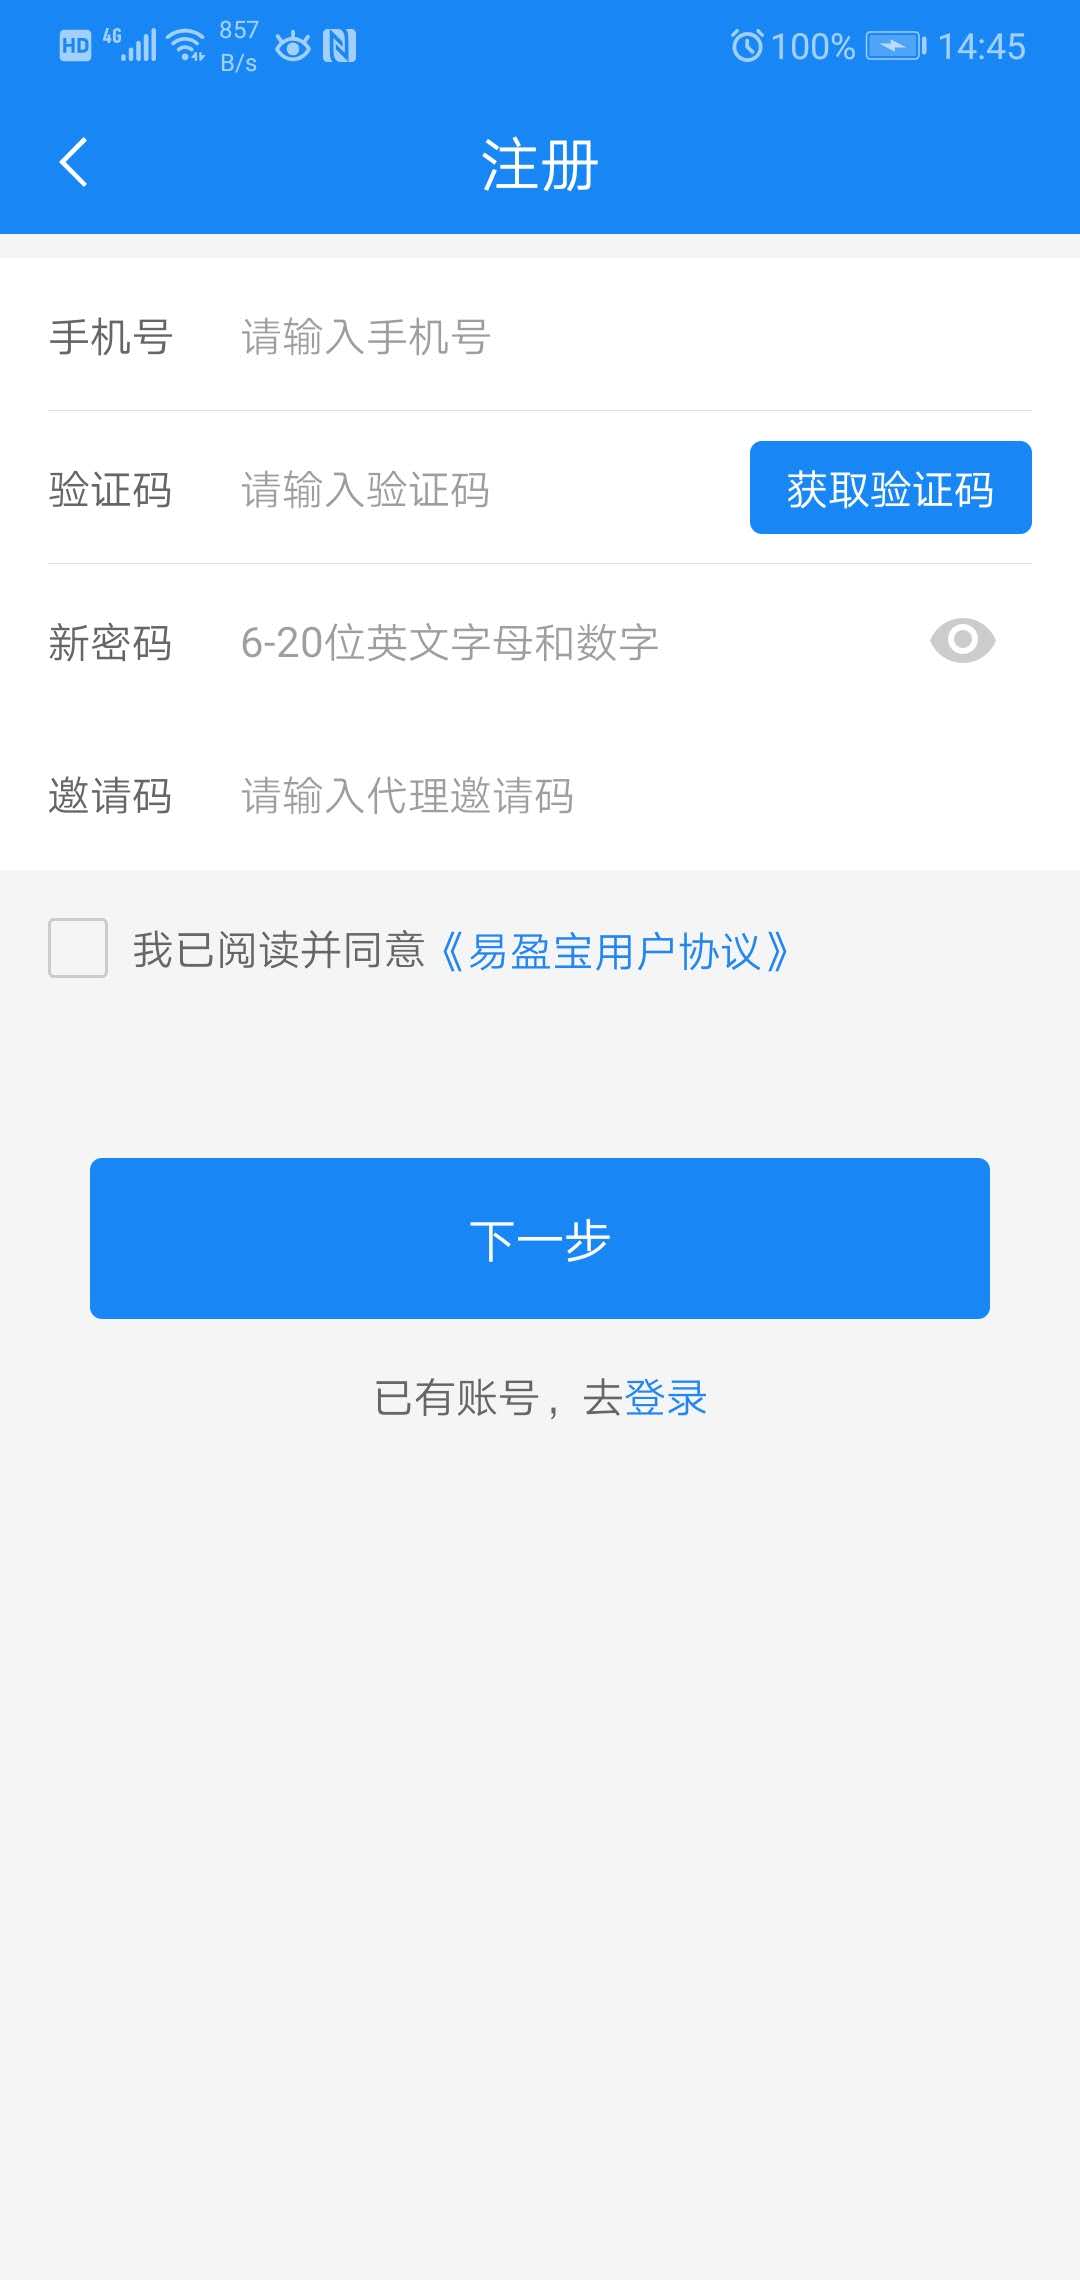 HD 4G 857 B/s 100% 14:45
注册
手机号 请输入手机号
验证码 请输入验证码 获取验证码
新密码 6-20位英文字母和数字
邀请码 请输入代理邀请码
我已阅读并同意《易盈宝用户协议》
下一步
已有账号，去登录